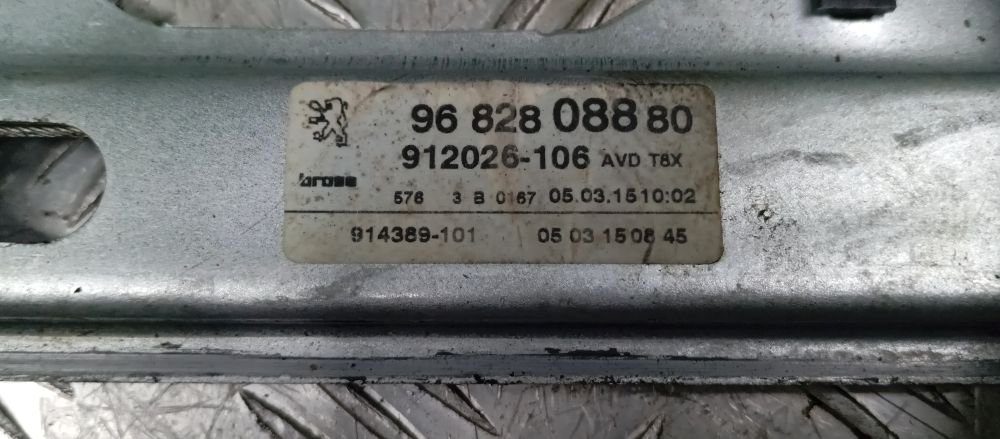 96 828 088 80
912026-106 AVD T8X
brose
576 3 B 0167 05.03.15 10:02
914389-101 05 03 15 08 45